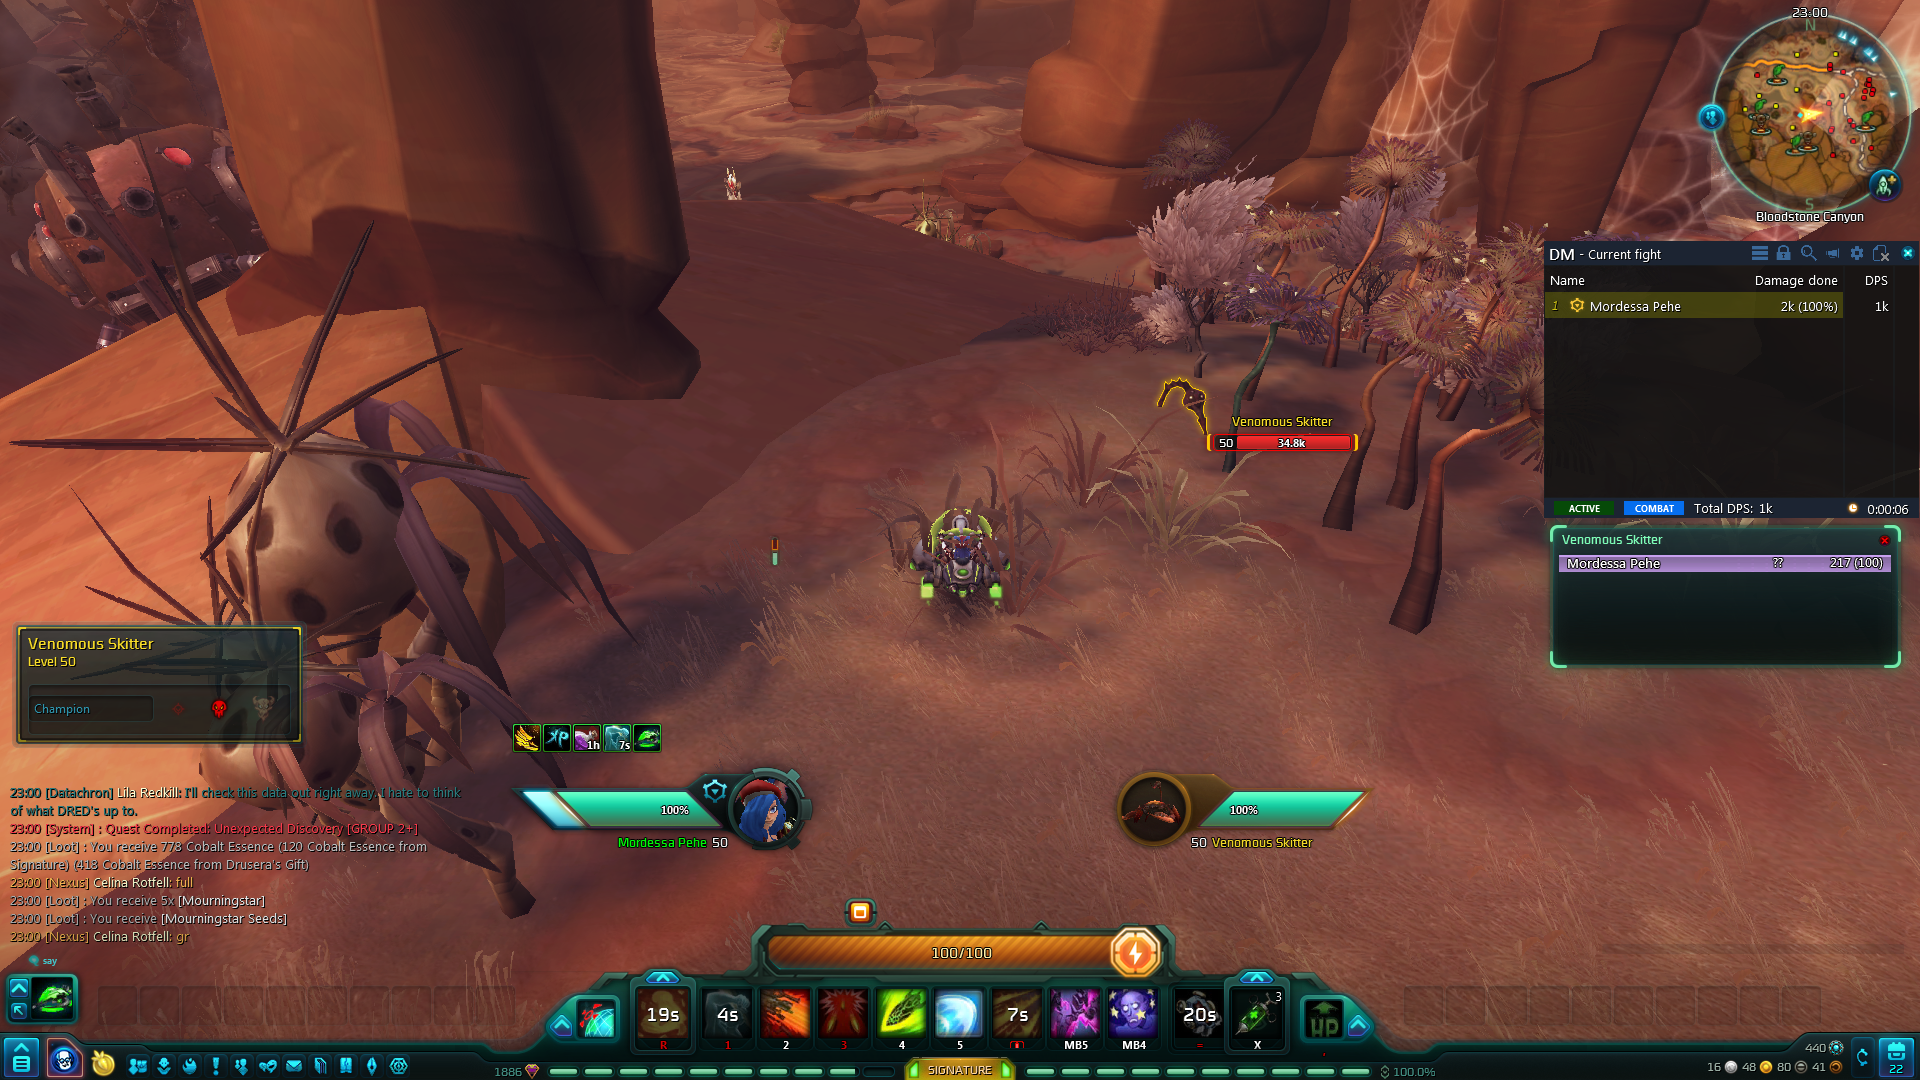 23:00
N
S
Bloodstone Canyon
DM - Current fight
Name Damage done DPS
1 Mordessa Pehe 2k (100%) 1k
ACTIVE COMBAT Total DPS: 1k 0:00:06
Venomous Skitter
Mordessa Pehe ?? 217 (100)
Venomous Skitter
50 34.8k
Venomous Skitter
Level 50
Champion
XP 1h 7s
100%
Mordessa Pehe 50
100%
50 Venomous Skitter
23:00 [Datachron] Lila Redkill: I'll check this data out right away. I hate to think
of what DRED's up to.
23:00 [System] : Quest Completed: Unexpected Discovery [GROUP 2+]
23:00 [Loot] : You receive 778 Cobalt Essence (120 Cobalt Essence from
Signature) (418 Cobalt Essence from Drusera's Gift)
23:00 [Nexus] Celina Rotfell: full
23:00 [Loot] : You receive 5x [Mourningstar]
23:00 [Loot] : You receive [Mourningstar Seeds]
23:00 [Nexus] Celina Rotfell: gr
say
100/100
19s 4s 7s 20s 3
R 1 2 3 4 5 MB5 MB4 = X
UP
1886 SIGNATURE 100.0%
440
16 48 80 41
22